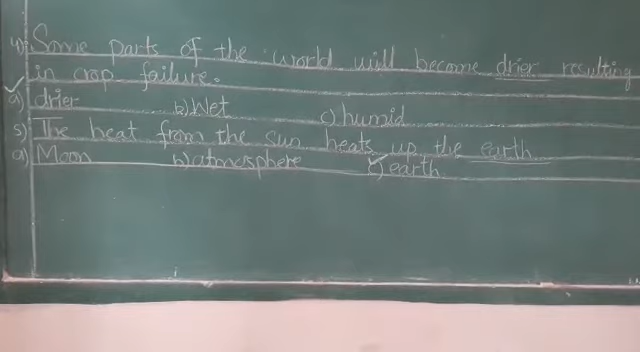 4) Some parts of the world will become drier resulting
in crop failure.
a) drier b) Wet c) humid
5) The heat from the sun heats up the earth
a) Moon b) atmosphere c) earth